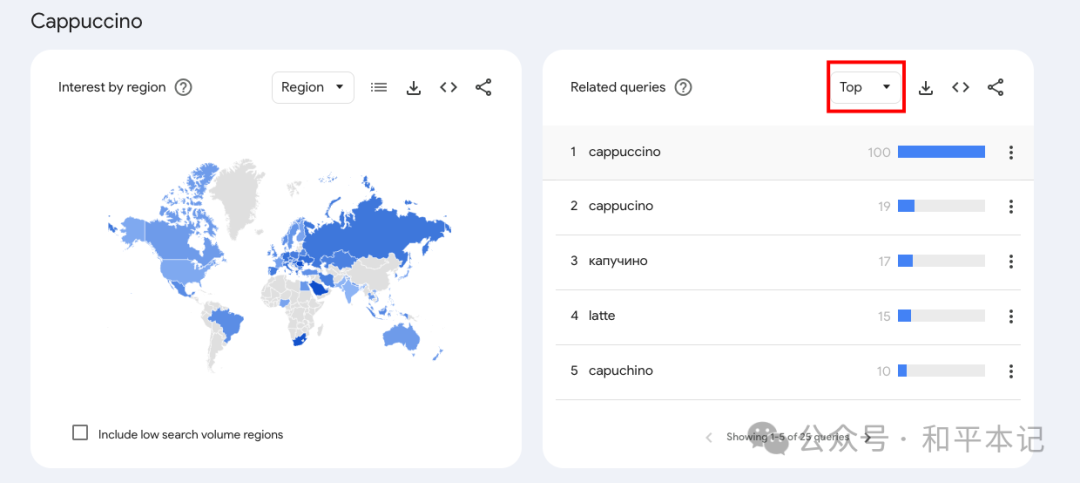 Cappuccino
Interest by region
Region
Related queries
Top
1 cappuccino 100
2 cappucino 19
3 капучино 17
4 latte 15
5 capuchino 10
Include low search volume regions
Showing 1-5 of 25 queries
公众号 · 和平本记